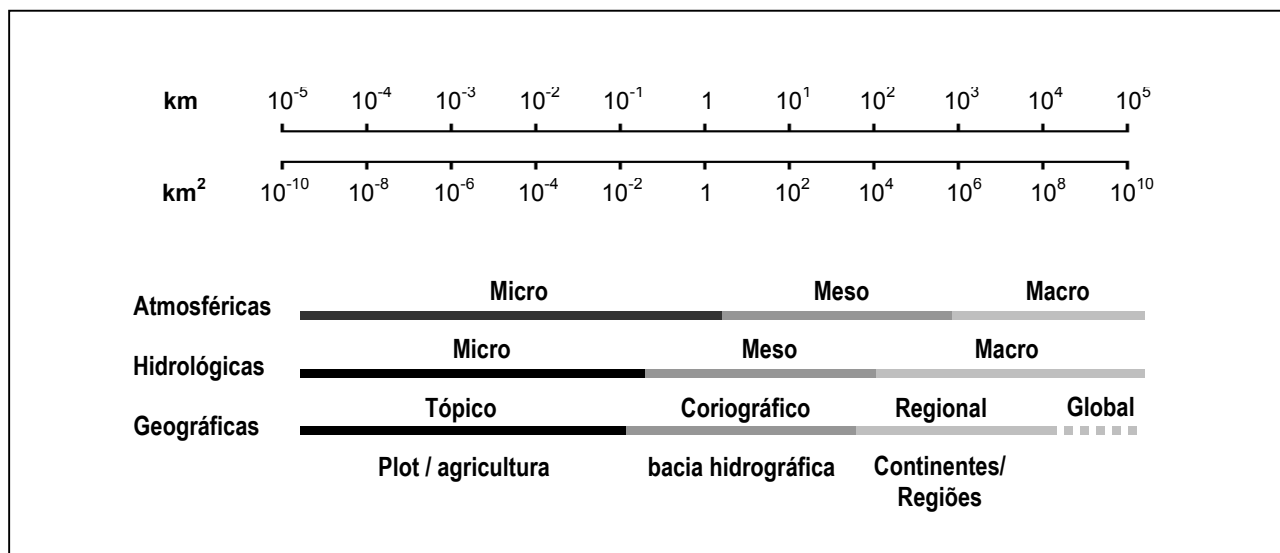 km 10⁻⁵ 10⁻⁴ 10⁻³ 10⁻² 10⁻¹ 1 10¹ 10² 10³ 10⁴ 10⁵
km² 10⁻¹⁰ 10⁻⁸ 10⁻⁶ 10⁻⁴ 10⁻² 1 10² 10⁴ 10⁶ 10⁸ 10¹⁰
Atmosféricas Micro Meso Macro
Hidrológicas Micro Meso Macro
Geográficas Tópico Coriográfico Regional Global
Plot / agricultura bacia hidrográfica Continentes/
Regiões